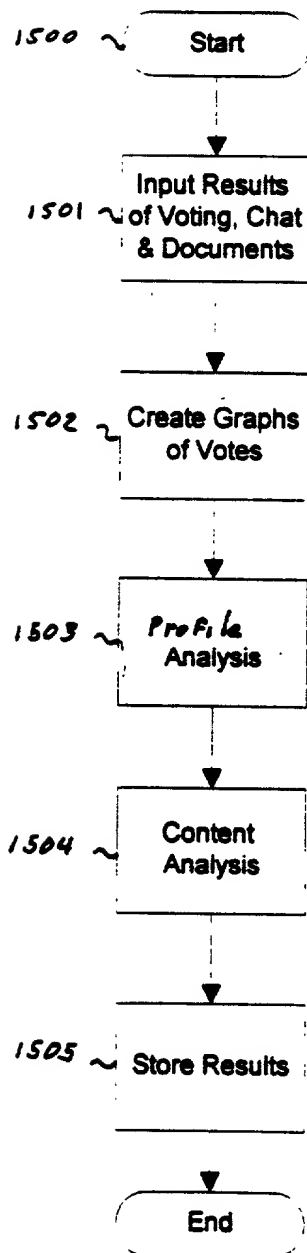 1500 Start
Input Results
1501 of Voting, Chat
& Documents
1502 Create Graphs
of Votes
1503 Profile
Analysis
1504 Content
Analysis
1505 Store Results
End